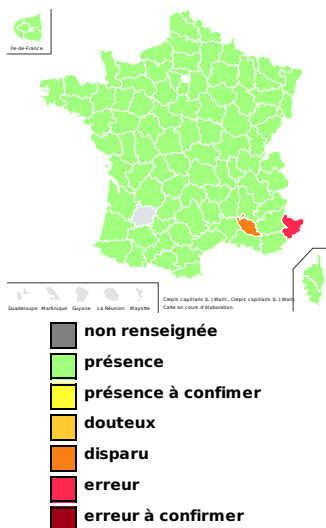 Île-de-France
Guadeloupe Martinique Guyane La Réunion Mayotte
Crepis capillaris (L.) Wallr., Crepis capillaris (L.) Wallr.
Carte en cours d'élaboration.
non renseignée
présence
présence à confimer
douteux
disparu
erreur
erreur à confirmer